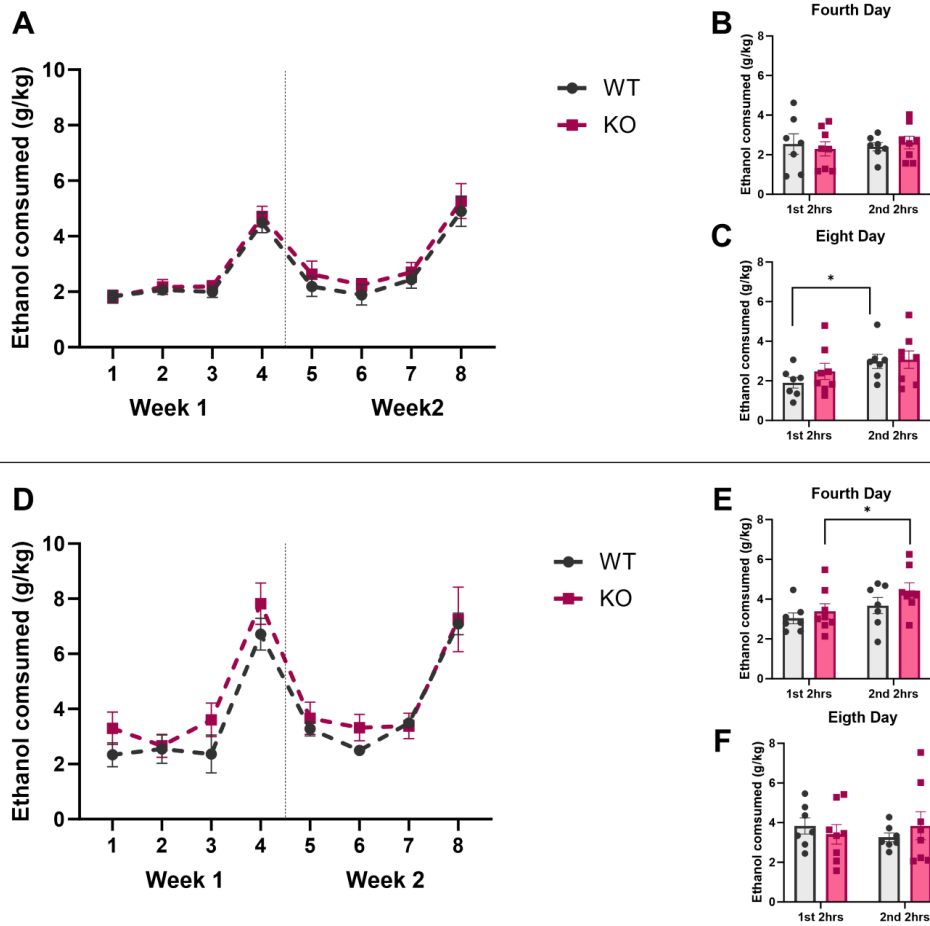 A
Ethanol comsumed (g/kg)
10
8
6
4
2
0
1 2 3 4 5 6 7 8
Week 1 Week2
WT
KO
B
Fourth Day
Ethanol comsumed (g/kg)
8
6
4
2
0
1st 2hrs 2nd 2hrs
C
Eight Day
Ethanol comsumed (g/kg)
8
6
4
2
0
*
1st 2hrs 2nd 2hrs
D
Ethanol comsumed (g/kg)
10
8
6
4
2
0
1 2 3 4 5 6 7 8
Week 1 Week 2
WT
KO
E
Fourth Day
Ethanol comsumed (g/kg)
8
6
4
2
0
*
1st 2hrs 2nd 2hrs
F
Eigth Day
Ethanol comsumed (g/kg)
8
6
4
2
0
1st 2hrs 2nd 2hrs